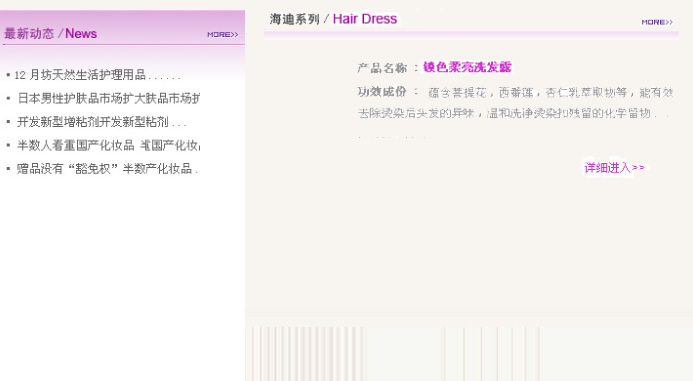 最新动态 /News
MORE>>
▪12 月坊天然生活护理用品......
▪ 日本男性护肤品市场扩大肤品市场扩
▪ 开发新型增粘剂开发新型粘剂 ...
▪ 半数人看重国产化妆品 重国产化妆
▪ 赠品没有“豁免权”半数产化妆品 .
海迪系列 / Hair Dress
MORE>>
产品名称 ： 镜色柔亮洗发露
功效成份 ： 蕴含菩提花，西番莲，杏仁乳萃取物等，能有效
去除烫染后头发的异味，温和洗净烫染和残留的化学留物 . .
详细进入>>